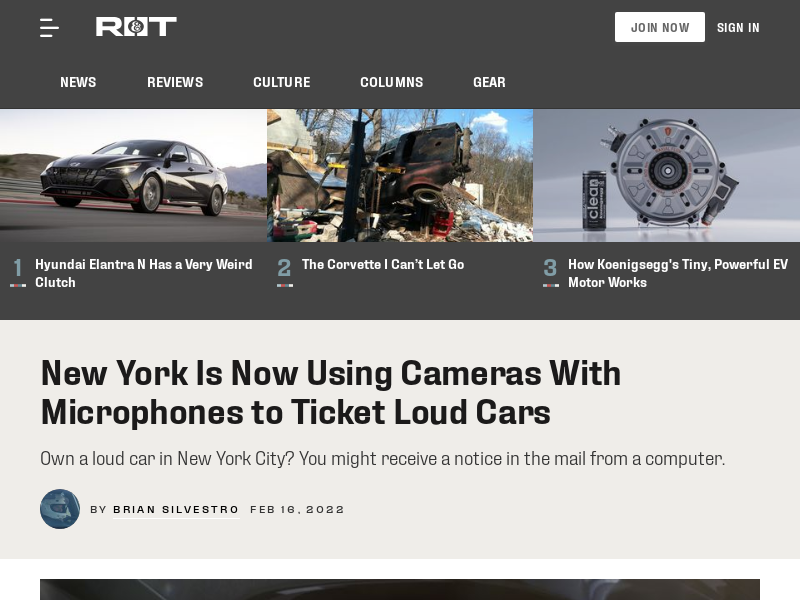 R&T
JOIN NOW
SIGN IN
NEWS
REVIEWS
CULTURE
COLUMNS
GEAR
clean
1
Hyundai Elantra N Has a Very Weird
Clutch
2
The Corvette I Can't Let Go
3
How Koenigsegg's Tiny, Powerful EV
Motor Works
New York Is Now Using Cameras With
Microphones to Ticket Loud Cars
Own a loud car in New York City? You might receive a notice in the mail from a computer.
BY BRIAN SILVESTRO FEB 16, 2022